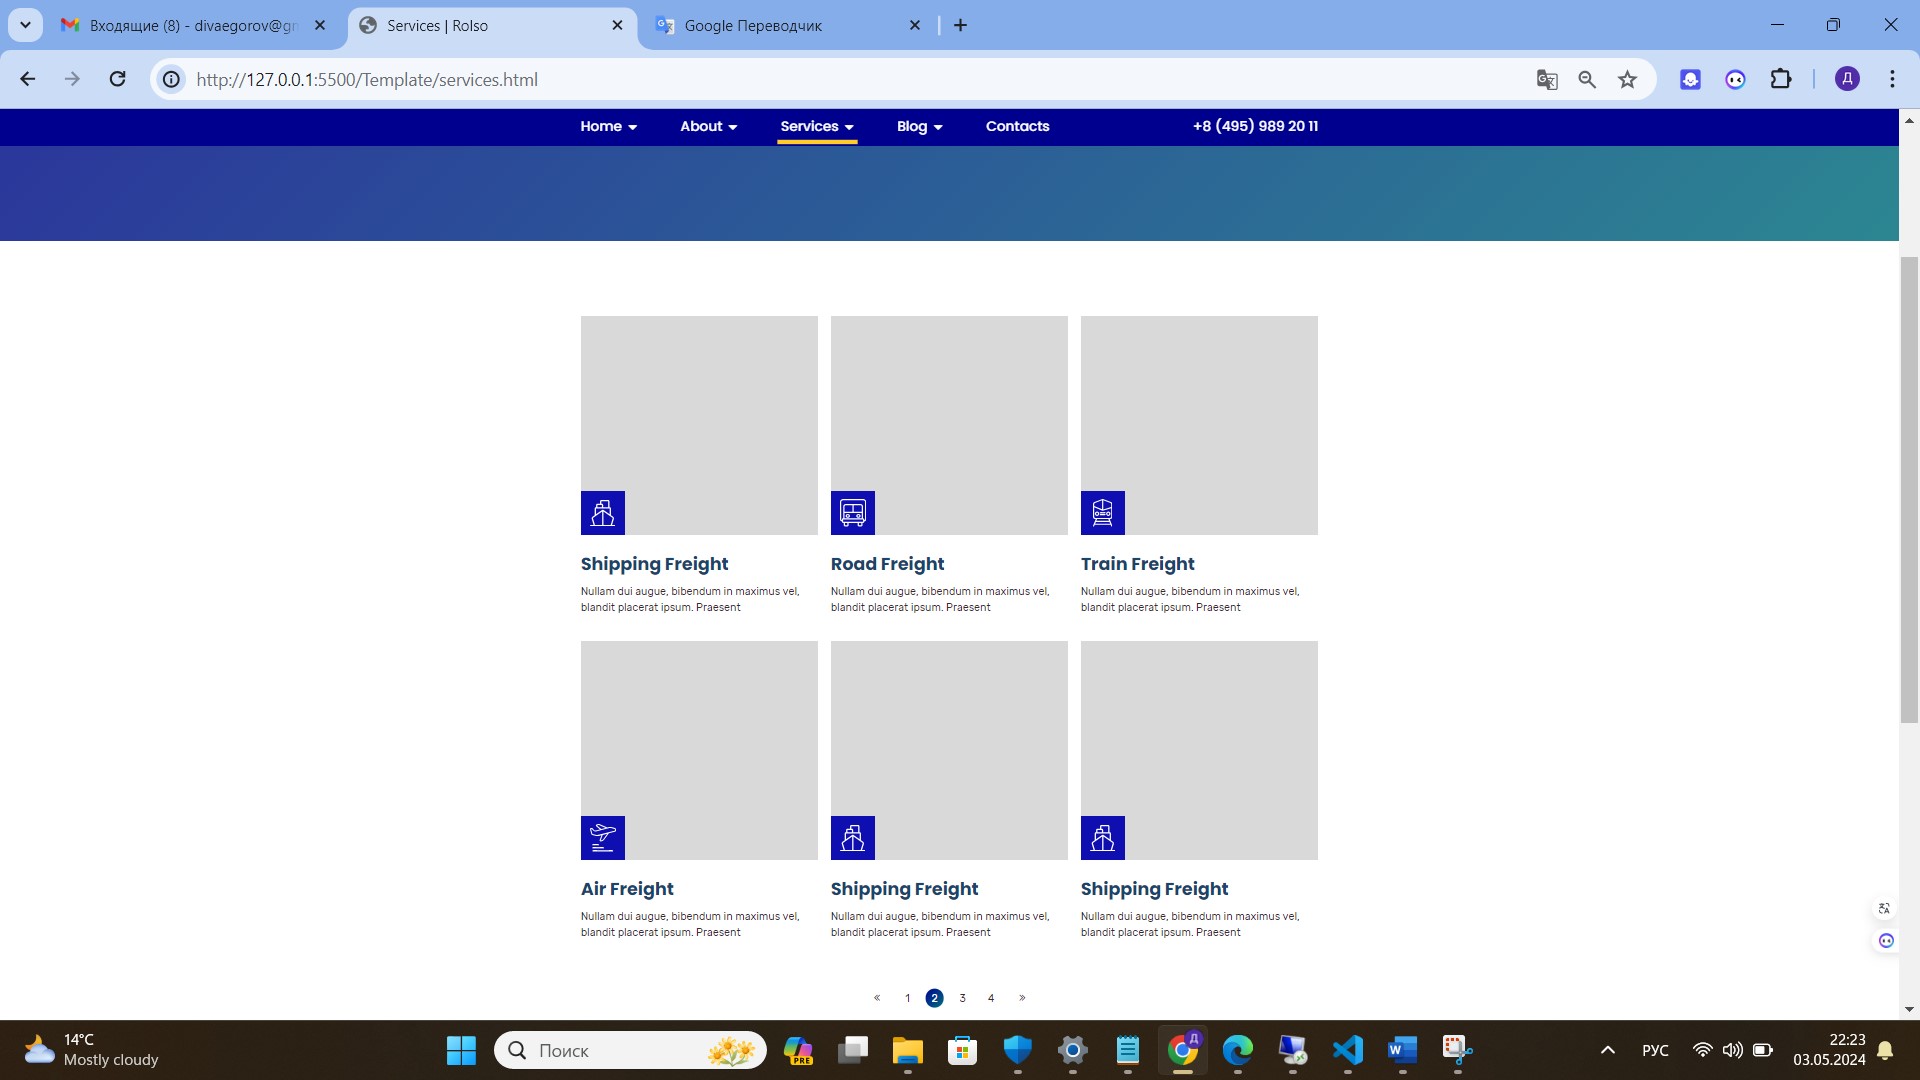 Входящие (8) - divaegorov@gm
Services | Rolso
Google Переводчик
http://127.0.0.1:5500/Template/services.html
Д
Home
About
Services
Blog
Contacts
+8 (495) 989 20 11
Shipping Freight
Nullam dui augue, bibendum in maximus vel,
blandit placerat ipsum. Praesent
Road Freight
Nullam dui augue, bibendum in maximus vel,
blandit placerat ipsum. Praesent
Train Freight
Nullam dui augue, bibendum in maximus vel,
blandit placerat ipsum. Praesent
Air Freight
Nullam dui augue, bibendum in maximus vel,
blandit placerat ipsum. Praesent
Shipping Freight
Nullam dui augue, bibendum in maximus vel,
blandit placerat ipsum. Praesent
Shipping Freight
Nullam dui augue, bibendum in maximus vel,
blandit placerat ipsum. Praesent
« 1 2 3 4 »
14°C
Mostly cloudy
Поиск
PRE
Д
W
РУС
22:23
03.05.2024